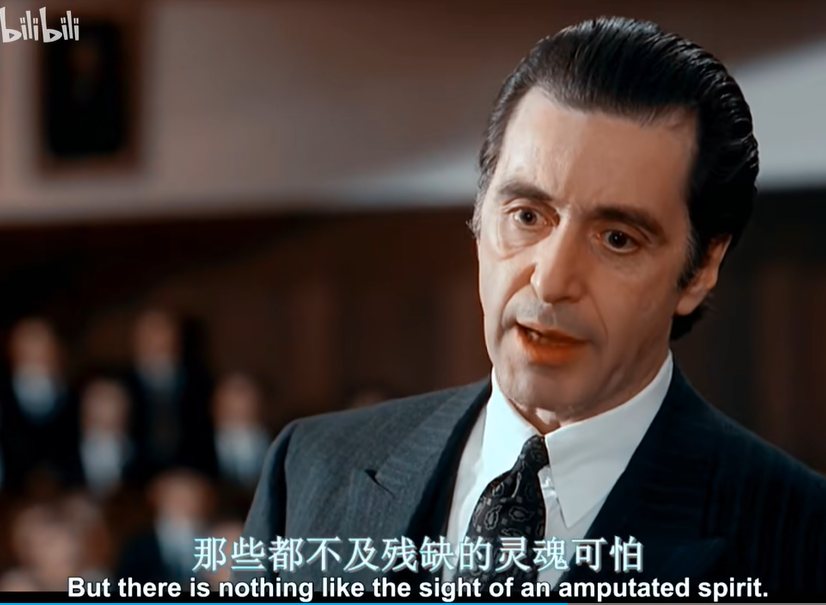 bilibili
那些都不及残缺的灵魂可怕
But there is nothing like the sight of an amputated spirit.